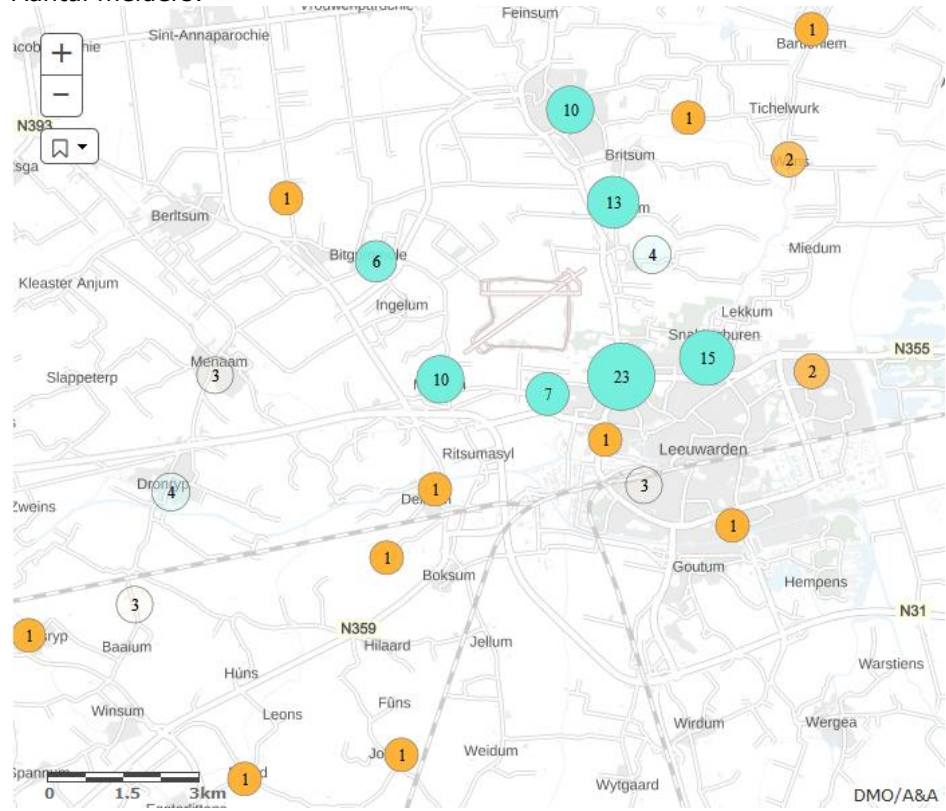 Vrouwenparochie
Feinsum
Sint-Annaparochie
1
+
−
N393
10
1
Tichelwurk
Britsum
2
1
13
Berltsum
4
Miedum
6
Kleaster Anjum
Ingelum
Lekkum
N355
Menaam
15
3
Slappeterp
10
7
23
2
1
Leeuwarden
Ritsumasyl
3
Dronryp
4
1
Zweins
1
1
Boksum
Goutum
Hempens
3
N31
1
N359
Baaium
Hilaard
Jellum
Warstiens
Húns
Winsum
Leons
Fûns
Wirdum
Wergea
1
Weidum
1
Wytgaard
0 1.5 3km
DMO/A&A